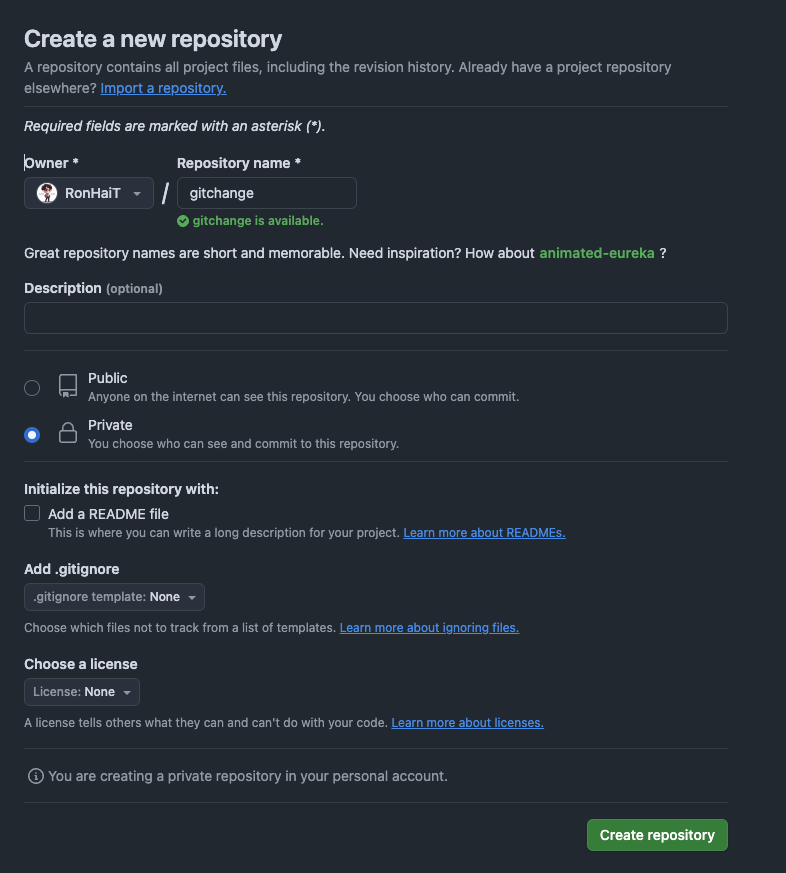 Create a new repository
A repository contains all project files, including the revision history. Already have a project repository
elsewhere? Import a repository.
Required fields are marked with an asterisk (*).
Owner * Repository name *
RonHaiT / gitchange
gitchange is available.
Great repository names are short and memorable. Need inspiration? How about animated-eureka ?
Description (optional)
Public
Anyone on the internet can see this repository. You choose who can commit.
Private
You choose who can see and commit to this repository.
Initialize this repository with:
Add a README file
This is where you can write a long description for your project. Learn more about READMEs.
Add .gitignore
.gitignore template: None
Choose which files not to track from a list of templates. Learn more about ignoring files.
Choose a license
License: None
A license tells others what they can and can't do with your code. Learn more about licenses.
You are creating a private repository in your personal account.
Create repository